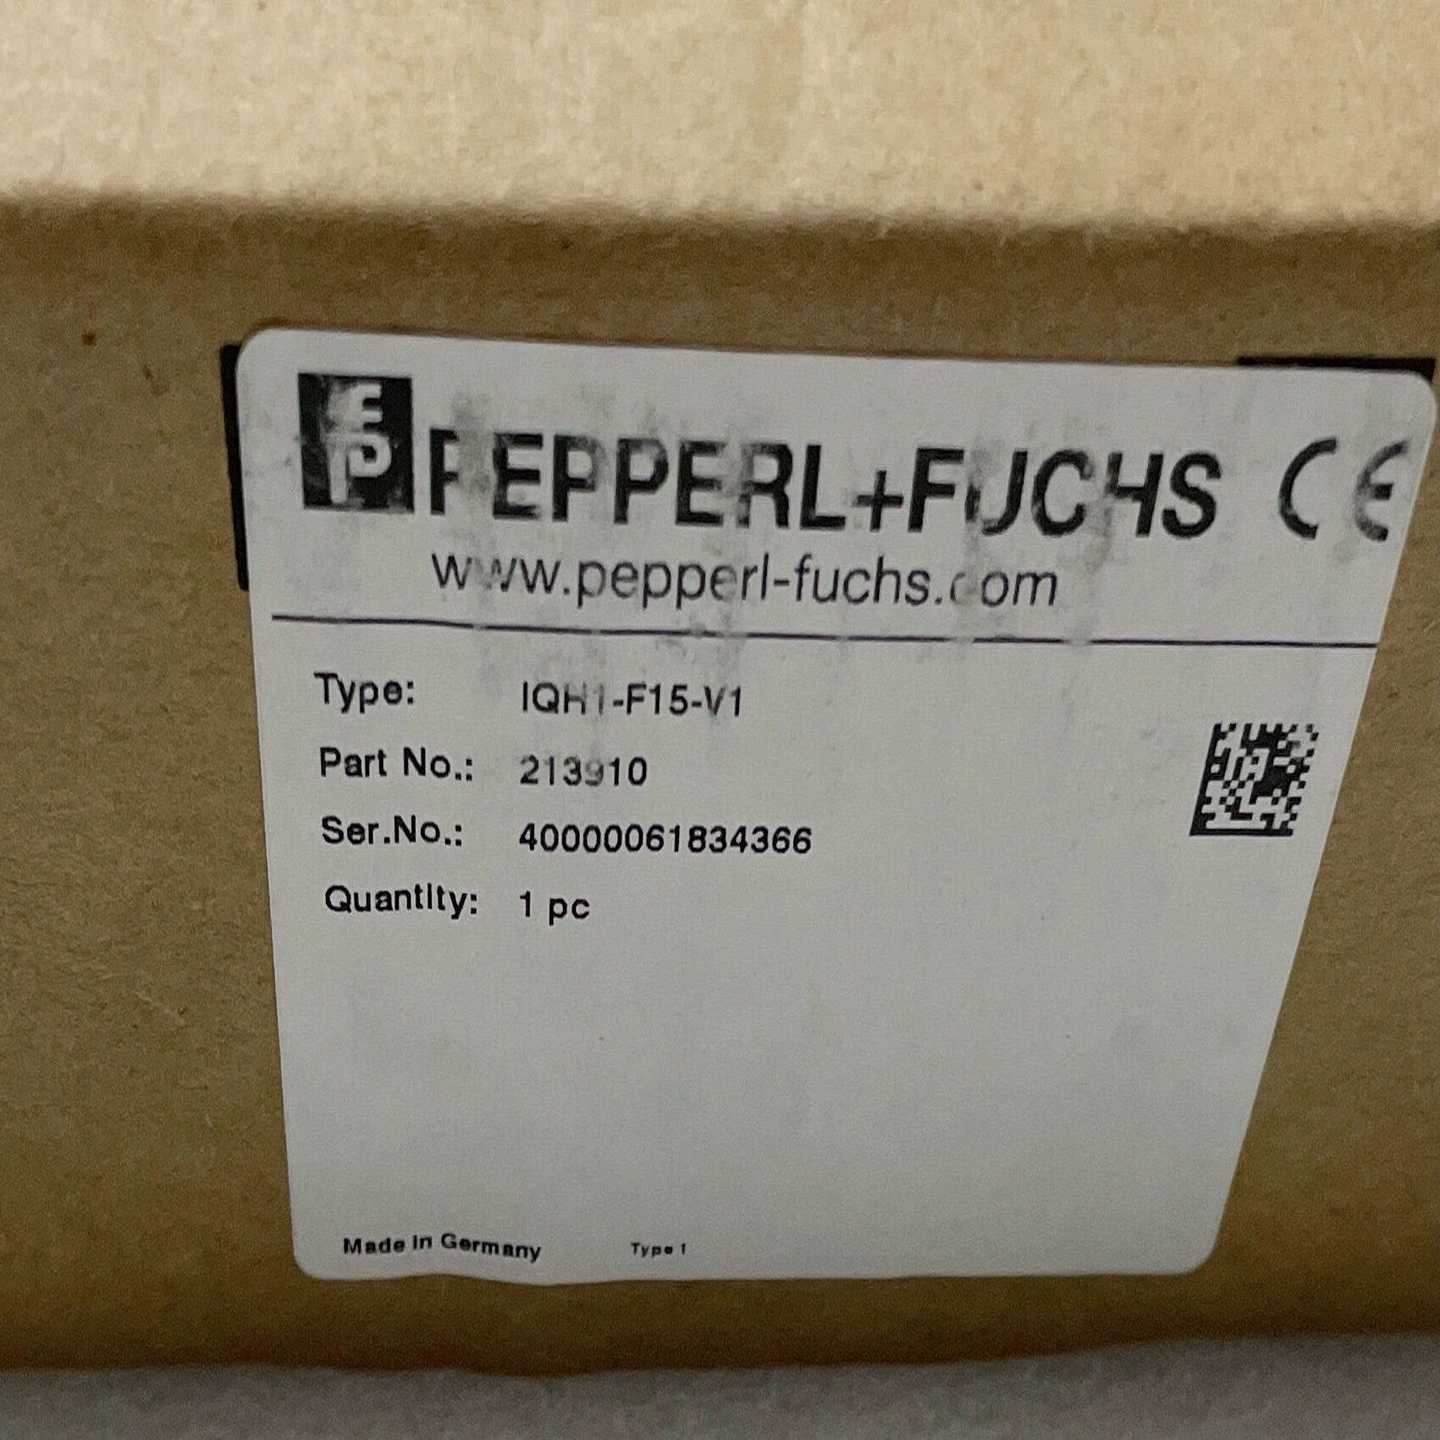 PEPPERL+FUCHS CE
www.pepperl-fuchs.com
Type: IQH1-F15-V1
Part No.: 213910
Ser.No.: 40000061834366
Quantity: 1 pc
Made in Germany Type 1